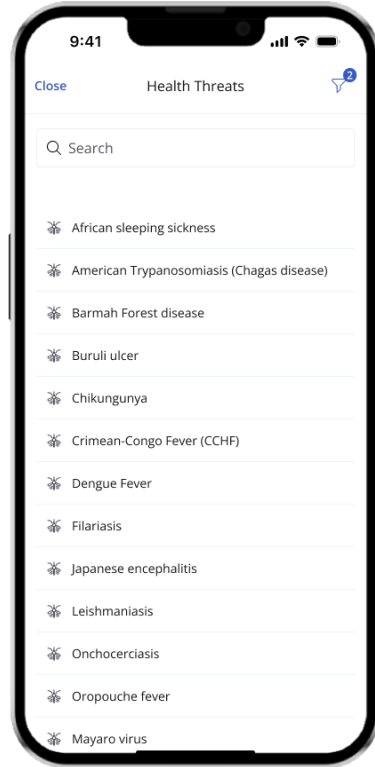 9:41
Close
Health Threats
2
Search
African sleeping sickness
American Trypanosomiasis (Chagas disease)
Barmah Forest disease
Buruli ulcer
Chikungunya
Crimean-Congo Fever (CCHF)
Dengue Fever
Filariasis
Japanese encephalitis
Leishmaniasis
Onchocerciasis
Oropouche fever
Mayaro virus